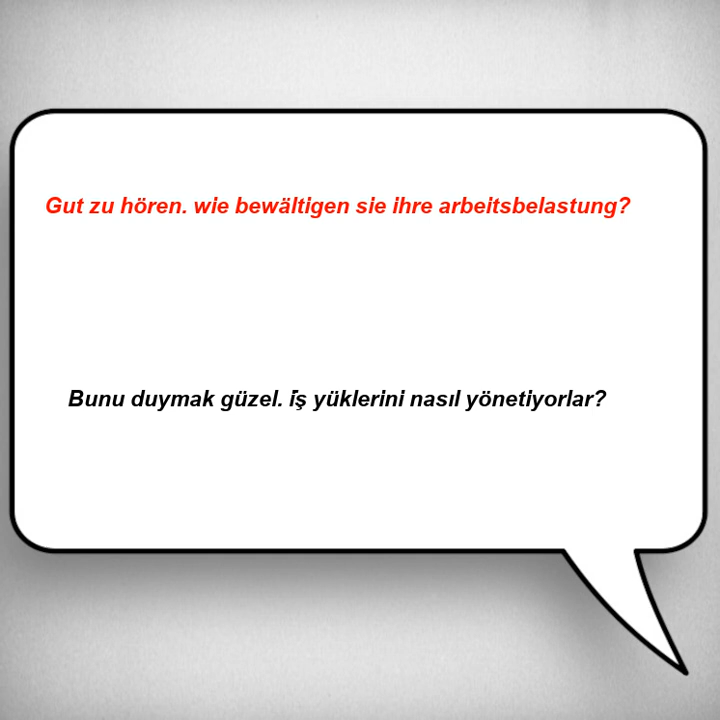 Gut zu hören. wie bewältigen sie ihre arbeitsbelastung?
Bunu duymak güzel. i̇ş yüklerini nasıl yönetiyorlar?